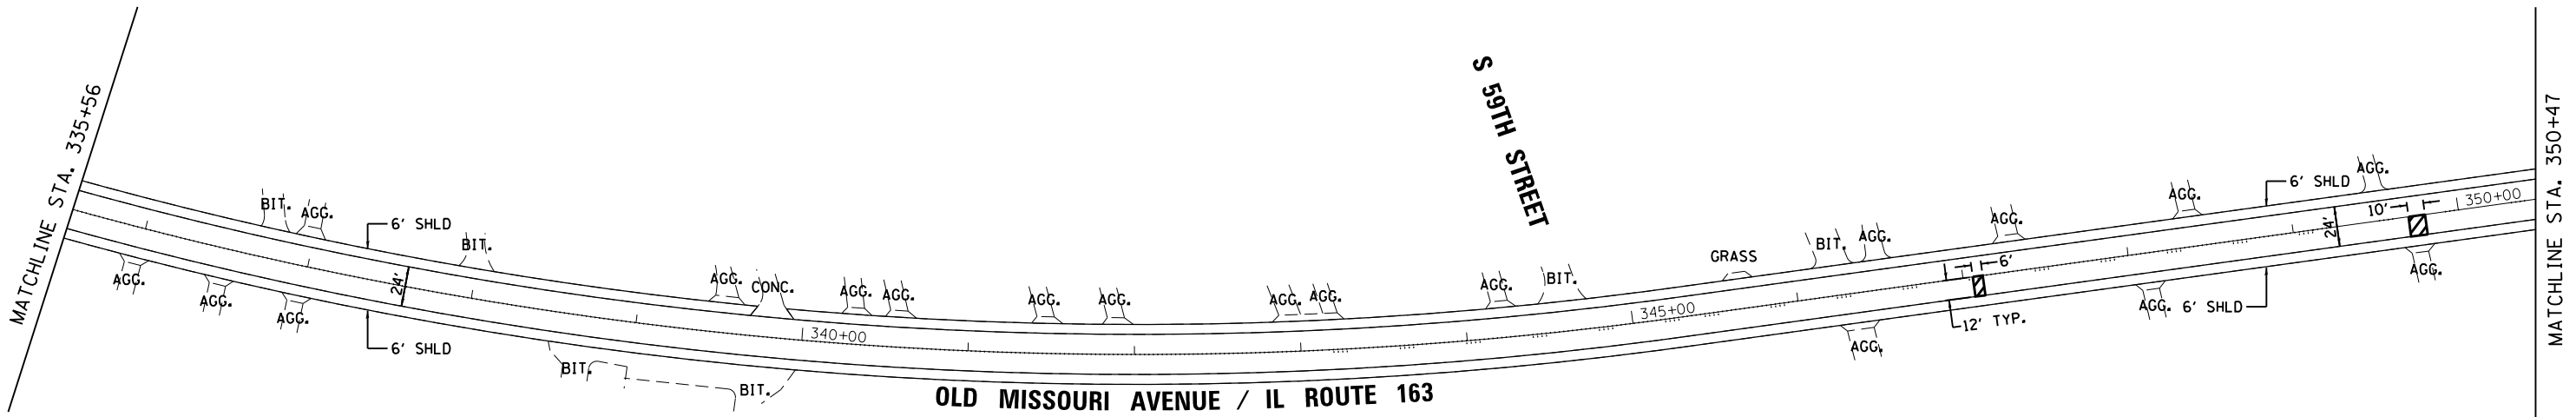 MATCHLINE STA. 335+56
BIT.
AGG.
6' SHLD
BIT.
AGG.
AGG.
AGG.
24'
6' SHLD
BIT.
BIT.
AGG.
CONC.
AGG.
AGG.
340+00
AGG.
AGG.
AGG.
AGG.
OLD MISSOURI AVENUE / IL ROUTE 163
S 59TH STREET
AGG.
BIT.
345+00
GRASS
BIT.
AGG.
AGG.
AGG.
6'
12' TYP.
AGG.
AGG.
6' SHLD
6' SHLD
24'
AGG.
10'
350+00
AGG.
MATCHLINE STA. 350+47